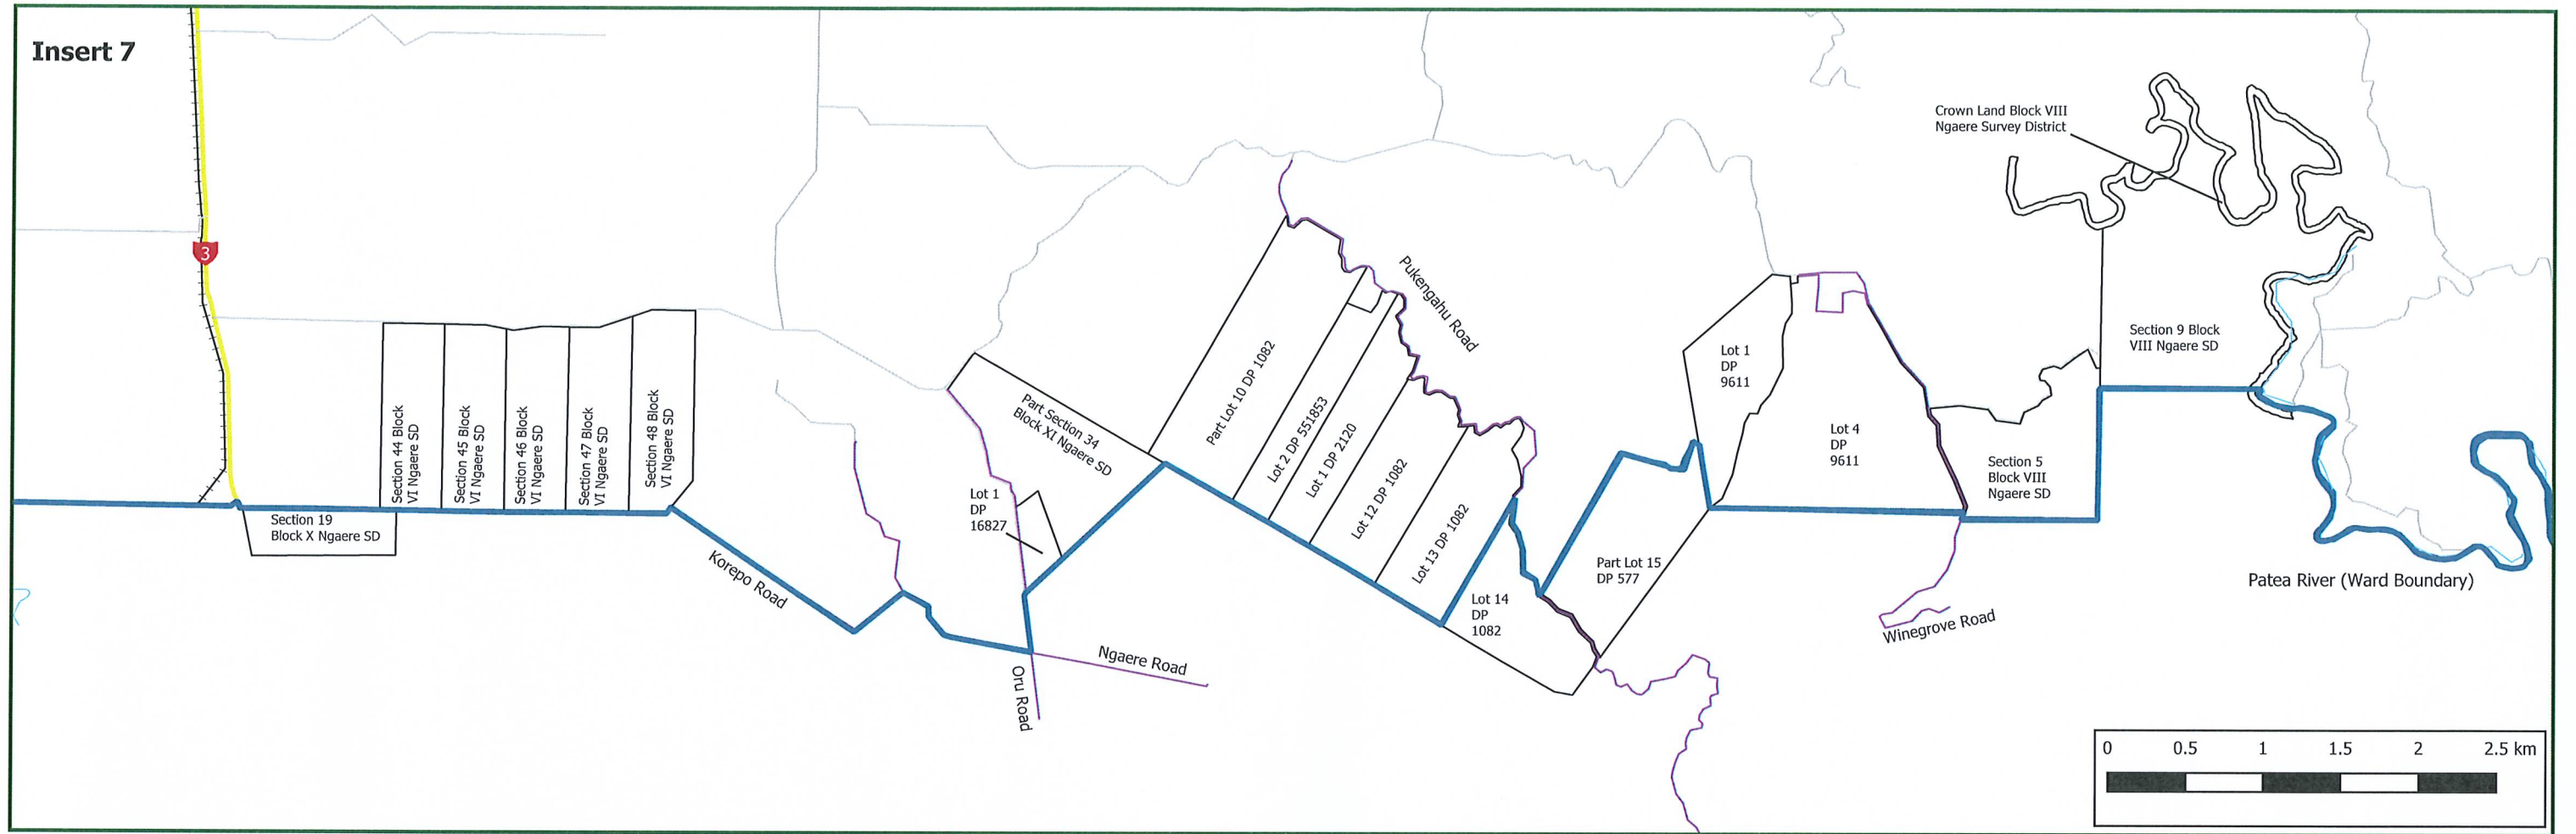 Insert 7
3
Crown Land Block VIII
Ngaere Survey District
Pukengahu Road
Section 9 Block
VIII Ngaere SD
Part Lot 10 DP 1082
Lot 1
DP
9611
Section 44 Block
VI Ngaere SD
Section 45 Block
VI Ngaere SD
Section 46 Block
VI Ngaere SD
Section 47 Block
VI Ngaere SD
Section 48 Block
VI Ngaere SD
Part Section 34
Block XI Ngaere SD
Lot 2 DP 551853
Lot 1 DP 2120
Lot 12 DP 1082
Lot 13 DP 1082
Lot 4
DP
9611
Section 5
Block VIII
Ngaere SD
Lot 1
DP
16827
Section 19
Block X Ngaere SD
Korepo Road
Part Lot 15
DP 577
Lot 14
DP
1082
Patea River (Ward Boundary)
Winegrove Road
Ngaere Road
Oru Road
0 0.5 1 1.5 2 2.5 km